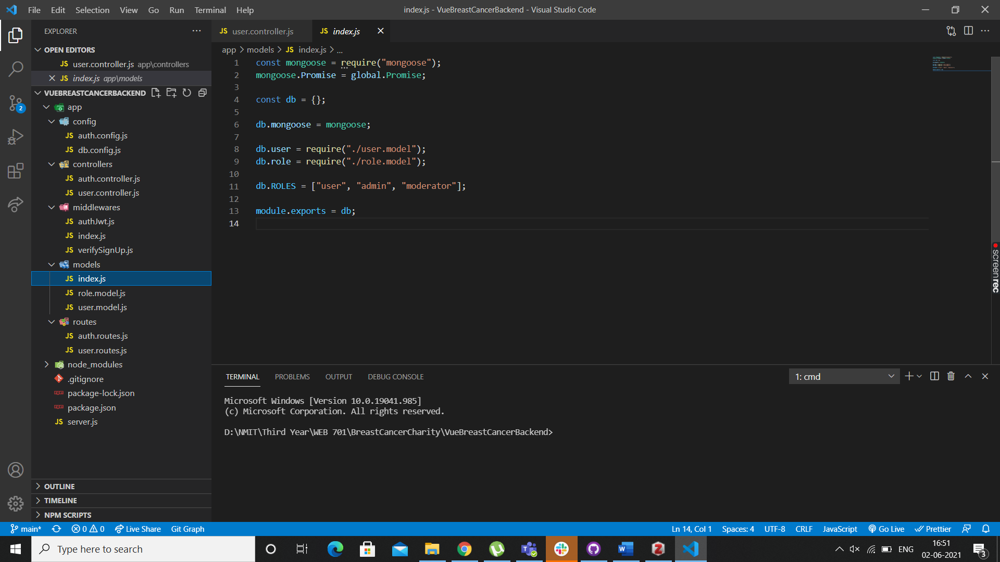 File Edit Selection View Go Run Terminal Help
index.js - VueBreastCancerBackend - Visual Studio Code
EXPLORER
OPEN EDITORS
JS user.controller.js app\controllers
JS index.js app\models
VUEBREASTCANCERBACKEND
app
config
JS auth.config.js
JS db.config.js
controllers
JS auth.controller.js
JS user.controller.js
middlewares
JS authJwt.js
JS index.js
JS verifySignUp.js
models
JS index.js
JS role.model.js
JS user.model.js
routes
JS auth.routes.js
JS user.routes.js
node_modules
.gitignore
package-lock.json
package.json
JS server.js
OUTLINE
TIMELINE
NPM SCRIPTS
2
JS user.controller.js
JS index.js
app > models > JS index.js > ...
1 const mongoose = require("mongoose");
2 mongoose.Promise = global.Promise;
3
4 const db = {};
5
6 db.mongoose = mongoose;
7
8 db.user = require("./user.model");
9 db.role = require("./role.model");
10
11 db.ROLES = ["user", "admin", "moderator"];
12
13 module.exports = db;
14
screenrec
TERMINAL PROBLEMS OUTPUT DEBUG CONSOLE
1: cmd
Microsoft Windows [Version 10.0.19041.985]
(c) Microsoft Corporation. All rights reserved.
D:\NMIT\Third Year\WEB 701\BreastCancerCharity\VueBreastCancerBackend>
main* 0 0 Live Share Git Graph
Ln 14, Col 1 Spaces: 4 UTF-8 CRLF JavaScript Go Live Prettier
Type here to search
ENG
16:51
02-06-2021
3